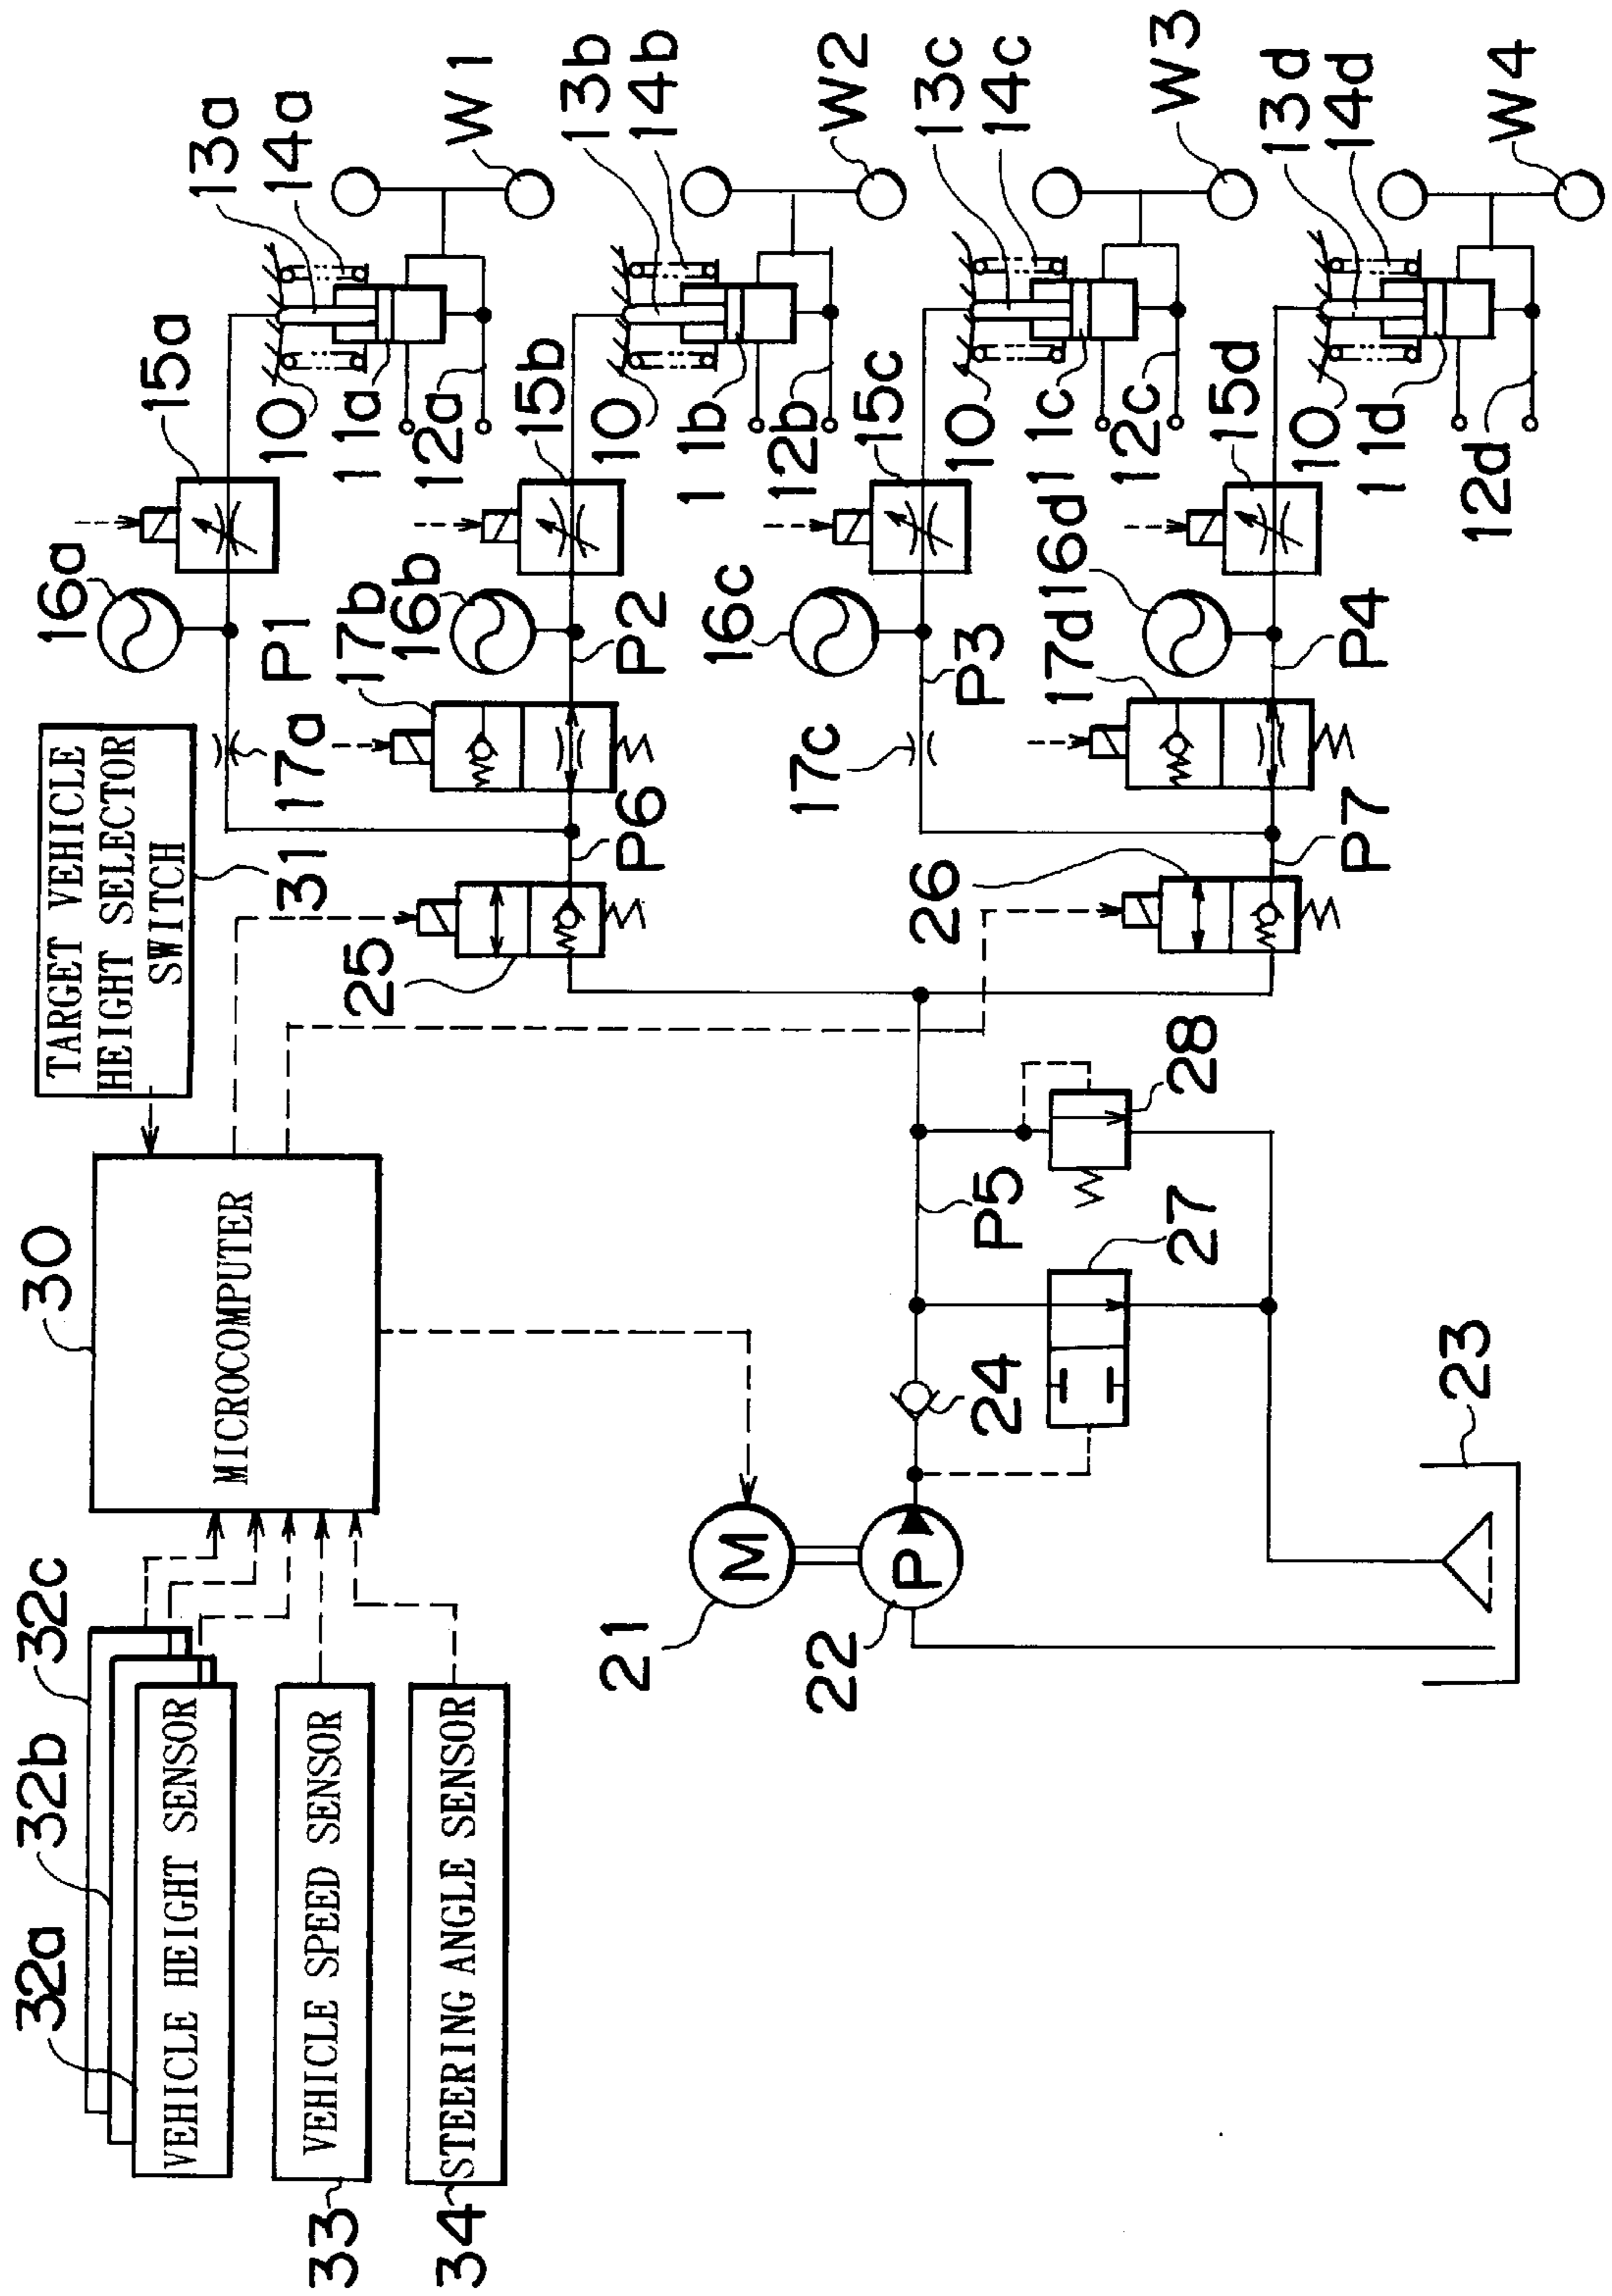 32a
32b
32c
VEHICLE HEIGHT SENSOR
33
VEHICLE SPEED SENSOR
34
STEERING ANGLE SENSOR
30
MICROCOMPUTER
TARGET VEHICLE
HEIGHT SELECTOR
SWITCH
31
21
M
22
P
23
24
27
28
P5
25
26
P6
P7
17a
P1
16a
15a
17b
16b
P2
15b
17c
16c
P3
15c
17d
16d
P4
15d
10
11a
12a
13a
14a
W1
10
11b
12b
13b
14b
W2
10
11c
12c
13c
14c
W3
10
11d
12d
13d
14d
W4